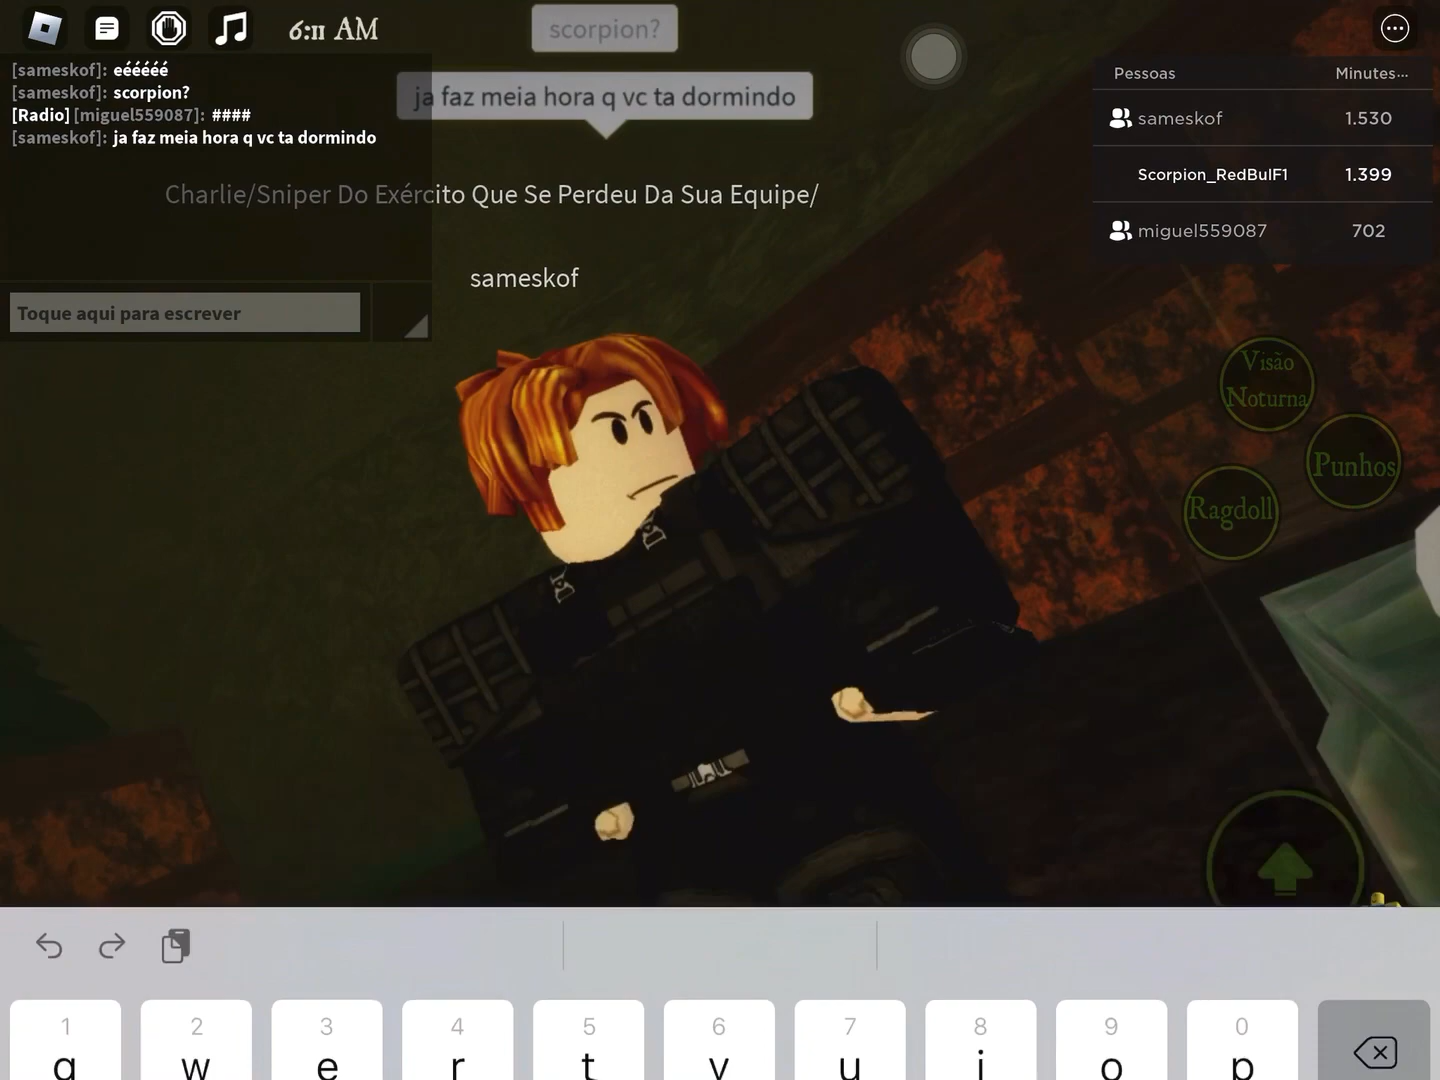 6:11 AM
scorpion?
[sameskof]: eéééééé
[sameskof]: scorpion?
[Radio] [miguel559087]: ####
[sameskof]: ja faz meia hora q vc ta dormindo
ja faz meia hora q vc ta dormindo
Charlie/Sniper Do Exército Que Se Perdeu Da Sua Equipe/
sameskof
Toque aqui para escrever
Pessoas Minutes...
sameskof 1.530
Scorpion_RedBulF1 1.399
miguel559087 702
Visão
Noturna
Punhos
Ragdoll
1 2 3 4 5 6 7 8 9 0
q w e r t y u i o p